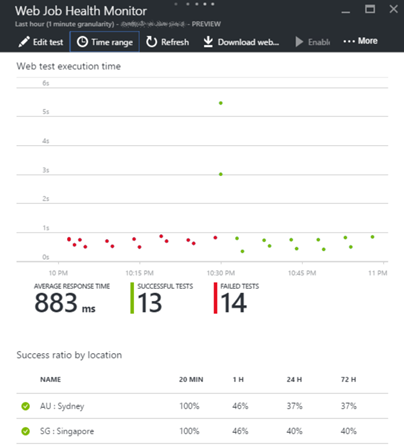 Web Job Health Monitor
Last hour (1 minute granularity) - - PREVIEW
Edit test Time range Refresh Download web... Enable ... More
Web test execution time
6s
5s
4s
3s
2s
1s
0s
10 PM 10:15 PM 10:30 PM 10:45 PM 11 PM
AVERAGE RESPONSE TIME SUCCESSFUL TESTS FAILED TESTS
883 ms 13 14
Success ratio by location
NAME 20 MIN 1 H 24 H 72 H
AU : Sydney 100% 46% 37% 37%
SG : Singapore 100% 46% 40% 40%